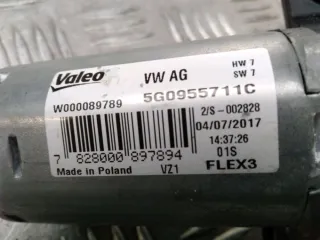 Valeo VW AG HW 7
SW 7
W000089789 5G0955711C
2/S-002828
04/07/2017
14:37:26
7 828000 897894 01S
Made in Poland VZ1 FLEX3